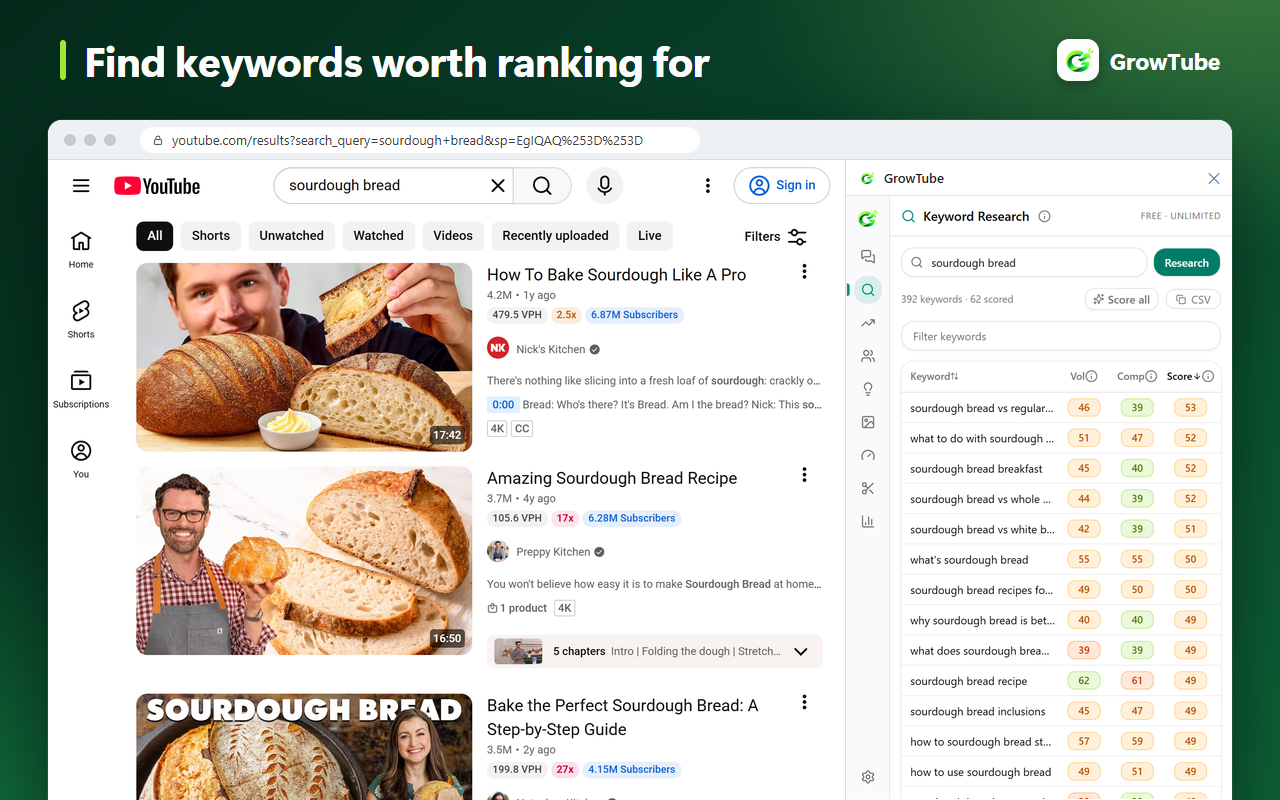 Find keywords worth ranking for
GrowTube
youtube.com/results?search_query=sourdough+bread&sp=EgIQAQ%253D%253D
YouTube
sourdough bread
Sign in
Home
Shorts
Subscriptions
You
All
Shorts
Unwatched
Watched
Videos
Recently uploaded
Live
Filters
17:42
How To Bake Sourdough Like A Pro
4.2M • 1y ago
479.5 VPH 2.5x 6.87M Subscribers
NK Nick's Kitchen
There's nothing like slicing into a fresh loaf of sourdough: crackly o...
0:00 Bread: Who's there? It's Bread. Am I the bread? Nick: This so...
4K CC
16:50
Amazing Sourdough Bread Recipe
3.7M • 4y ago
105.6 VPH 17x 6.28M Subscribers
Preppy Kitchen
You won't believe how easy it is to make Sourdough Bread at home...
1 product 4K
5 chapters Intro | Folding the dough | Stretch...
SOURDOUGH BREAD
Bake the Perfect Sourdough Bread: A
Step-by-Step Guide
3.5M • 2y ago
199.8 VPH 27x 4.15M Subscribers
GrowTube
Keyword Research
FREE · UNLIMITED
sourdough bread
Research
392 keywords · 62 scored
Score all
CSV
Filter keywords
Keyword Vol Comp Score
sourdough bread vs regular... 46 39 53
what to do with sourdough ... 51 47 52
sourdough bread breakfast 45 40 52
sourdough bread vs whole ... 44 39 52
sourdough bread vs white b... 42 39 51
what's sourdough bread 55 55 50
sourdough bread recipes fo... 49 50 50
why sourdough bread is bet... 40 40 49
what does sourdough brea... 39 39 49
sourdough bread recipe 62 61 49
sourdough bread inclusions 45 47 49
how to sourdough bread st... 57 59 49
how to use sourdough bread 49 51 49